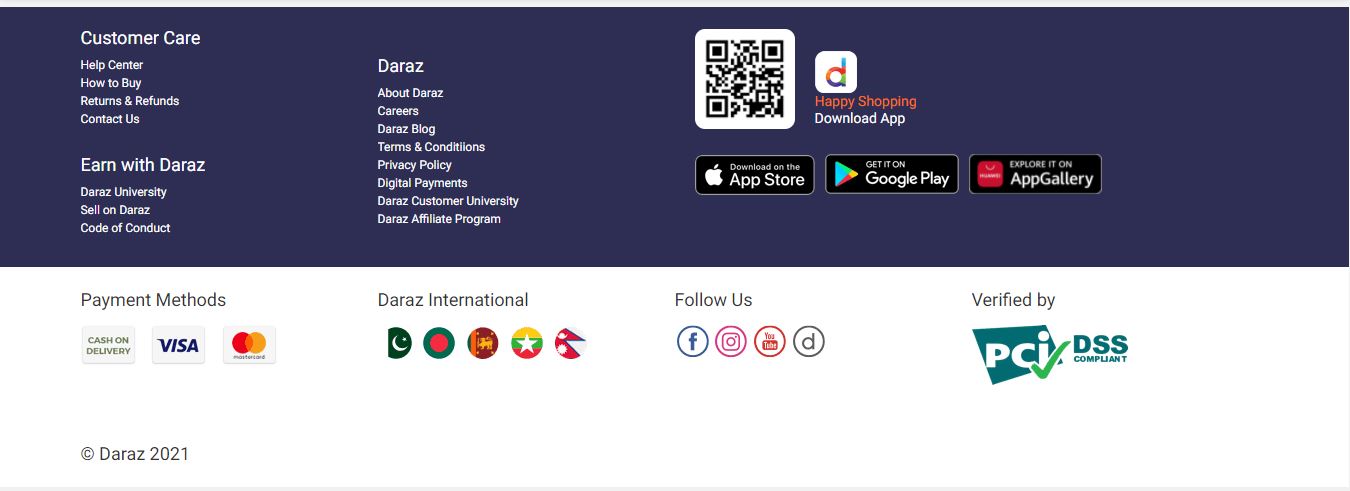 Customer Care
Help Center
How to Buy
Returns & Refunds
Contact Us
Earn with Daraz
Daraz University
Sell on Daraz
Code of Conduct
Daraz
About Daraz
Careers
Daraz Blog
Terms & Conditiions
Privacy Policy
Digital Payments
Daraz Customer University
Daraz Affiliate Program
d
Happy Shopping
Download App
Download on the
App Store
GET IT ON
Google Play
HUAWEI
EXPLORE IT ON
AppGallery
Payment Methods
CASH ON
DELIVERY
VISA
mastercard
Daraz International
Follow Us
f
You
Tube
d
Verified by
PCi DSS
COMPLIANT
© Daraz 2021